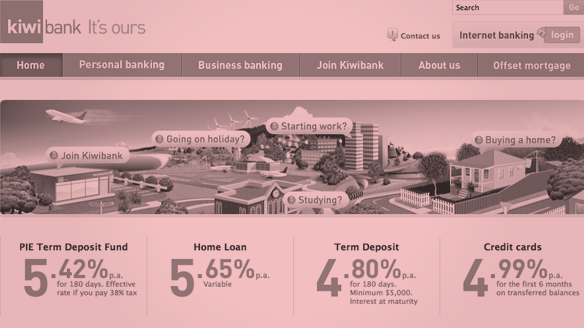 Search
Go
kiwibank It's ours
Contact us
Internet banking
login
Home
Personal banking
Business banking
Join Kiwibank
About us
Offset mortgage
Starting work?
Going on holiday?
Buying a home?
Join Kiwibank
Studying?
PIE Term Deposit Fund
5.42% p.a.
for 180 days. Effective
rate if you pay 38% tax
Home Loan
5.65% p.a.
Variable
Term Deposit
4.80% p.a.
for 180 days.
Minimum $5,000.
Interest at maturity
Credit cards
4.99% p.a.
for the first 6 months
on transferred balances